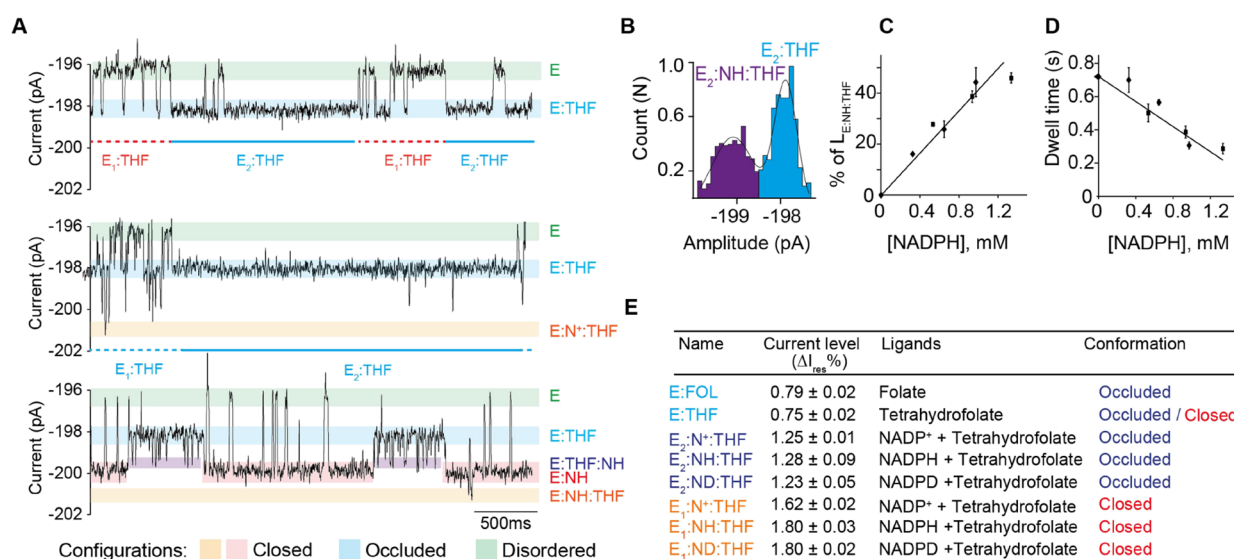 A
Current (pA)
-196
-198
-200
-202
E
E:THF
E₁:THF
E₂:THF
E₁:THF
E₂:THF
Current (pA)
-196
-198
-200
-202
E
E:THF
E:N⁺:THF
E₁:THF
E₂:THF
Current (pA)
-196
-198
-200
-202
E
E:THF
E:THF:NH
E:NH
E:NH:THF
500ms
Configurations: Closed Occluded Disordered
B
E₂:THF
E₂:NH:THF
Count (N)
1.0
0.6
0.2
-199 -198
Amplitude (pA)
C
% of L E:NH:THF
40
20
0
0 0.4 0.8 1.2
[NADPH], mM
D
Dwell time (s)
1.0
0.8
0.6
0.4
0.2
0 0.4 0.8 1.2
[NADPH], mM
E
Name Current level (ΔIres%) Ligands Conformation
E:FOL 0.79 ± 0.02 Folate Occluded
E:THF 0.75 ± 0.02 Tetrahydrofolate Occluded / Closed
E₂:N⁺:THF 1.25 ± 0.01 NADP⁺ + Tetrahydrofolate Occluded
E₂:NH:THF 1.28 ± 0.09 NADPH + Tetrahydrofolate Occluded
E₂:ND:THF 1.23 ± 0.05 NADPD +Tetrahydrofolate Occluded
E₁:N⁺:THF 1.62 ± 0.02 NADP⁺ + Tetrahydrofolate Closed
E₁:NH:THF 1.80 ± 0.03 NADPH +Tetrahydrofolate Closed
E₁:ND:THF 1.80 ± 0.02 NADPD +Tetrahydrofolate Closed